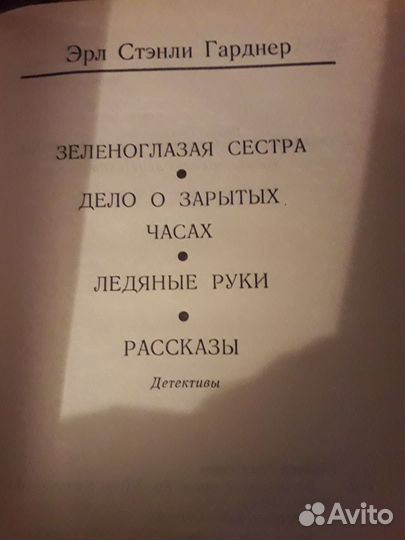 Эрл Стэнли Гарднер
ЗЕЛЕНОГЛАЗАЯ СЕСТРА
●
ДЕЛО О ЗАРЫТЫХ
ЧАСАХ
●
ЛЕДЯНЫЕ РУКИ
●
РАССКАЗЫ
Детективы
Avito